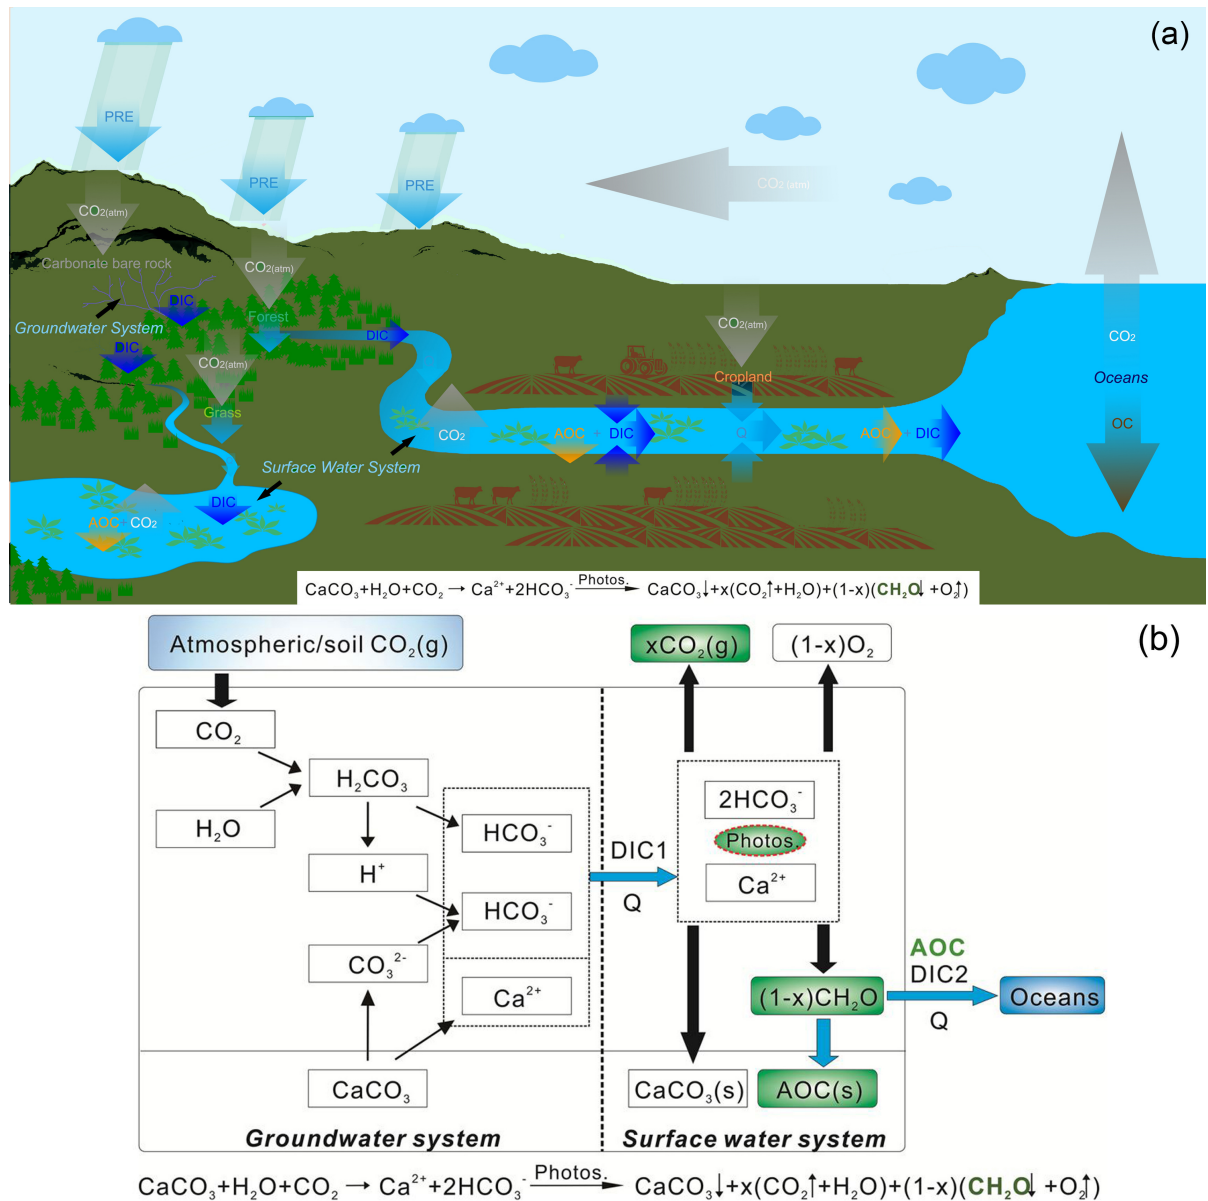 (a)
PRE
PRE
PRE
CO2(atm)
CO2(atm)
Carbonate bare rock
CO2(atm)
DIC
Groundwater System
Forest
CO2(atm)
DIC
DIC
CO2
CO2(atm)
Cropland
Oceans
Grass
OC
CO2
AOC + DIC
Q
AOC + DIC
Surface Water System
DIC
AOC+ CO2
CaCO3+H2O+CO2 → Ca2++2HCO3- Photos. → CaCO3↓+x(CO2↑+H2O)+(1-x)(CH2O↓ +O2↑)
(b)
Atmospheric/soil CO2(g)
xCO2(g)
(1-x)O2
CO2
H2CO3
H2O
2HCO3-
HCO3-
Photos.
DIC1
H+
Ca2+
Q
HCO3-
AOC
CO32-
DIC2
Ca2+
(1-x)CH2O
Oceans
Q
CaCO3
CaCO3(s)
AOC(s)
Groundwater system
Surface water system
CaCO3+H2O+CO2 → Ca2++2HCO3- Photos. → CaCO3↓+x(CO2↑+H2O)+(1-x)(CH2O↓ +O2↑)